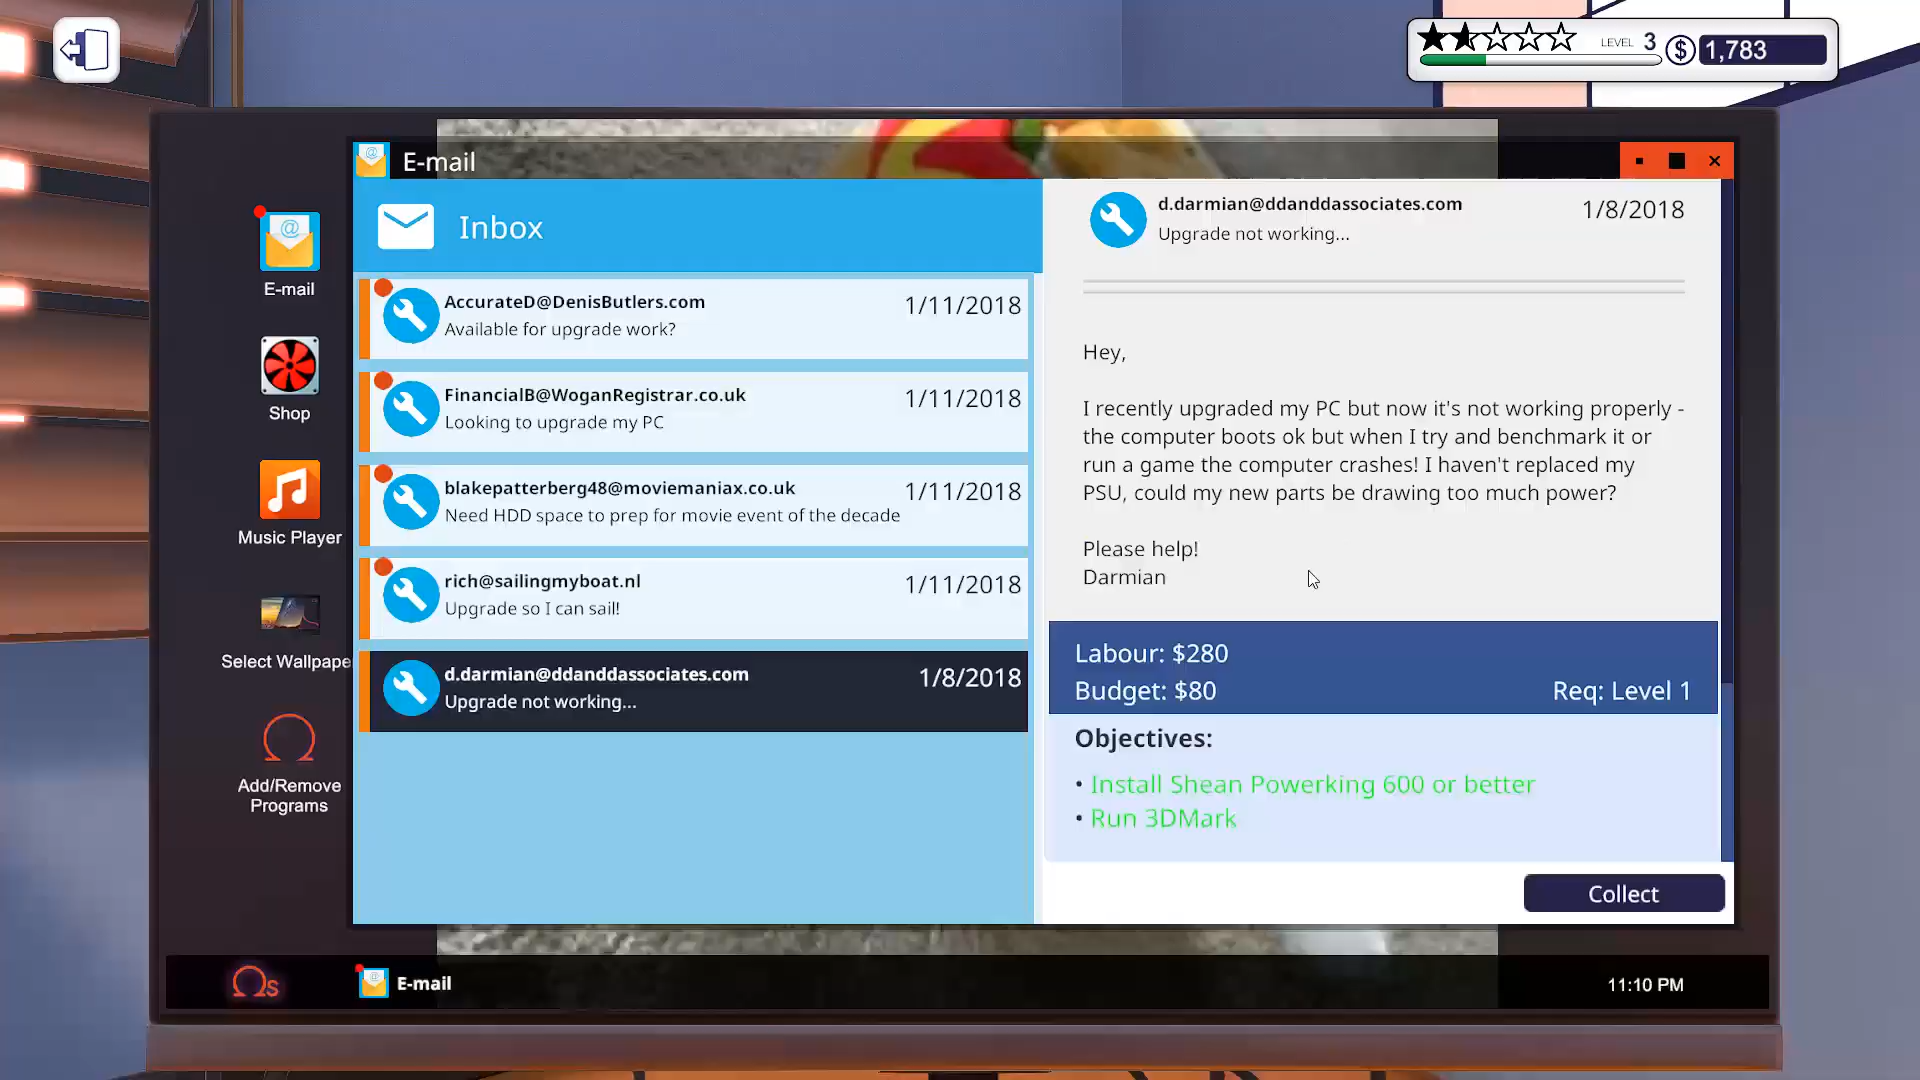 LEVEL 3 $ 1,783
E-mail
Inbox
E-mail
Shop
Music Player
Select Wallpape
Add/Remove
Programs
AccurateD@DenisButlers.com 1/11/2018
Available for upgrade work?
FinancialB@WoganRegistrar.co.uk 1/11/2018
Looking to upgrade my PC
blakepatterberg48@moviemaniax.co.uk 1/11/2018
Need HDD space to prep for movie event of the decade
rich@sailingmyboat.nl 1/11/2018
Upgrade so I can sail!
d.darmian@ddanddassociates.com 1/8/2018
Upgrade not working...
d.darmian@ddanddassociates.com 1/8/2018
Upgrade not working...
Hey,
I recently upgraded my PC but now it's not working properly -
the computer boots ok but when I try and benchmark it or
run a game the computer crashes! I haven't replaced my
PSU, could my new parts be drawing too much power?
Please help!
Darmian
Labour: $280
Budget: $80 Req: Level 1
Objectives:
• Install Shean Powerking 600 or better
• Run 3DMark
Collect
Ωs E-mail 11:10 PM